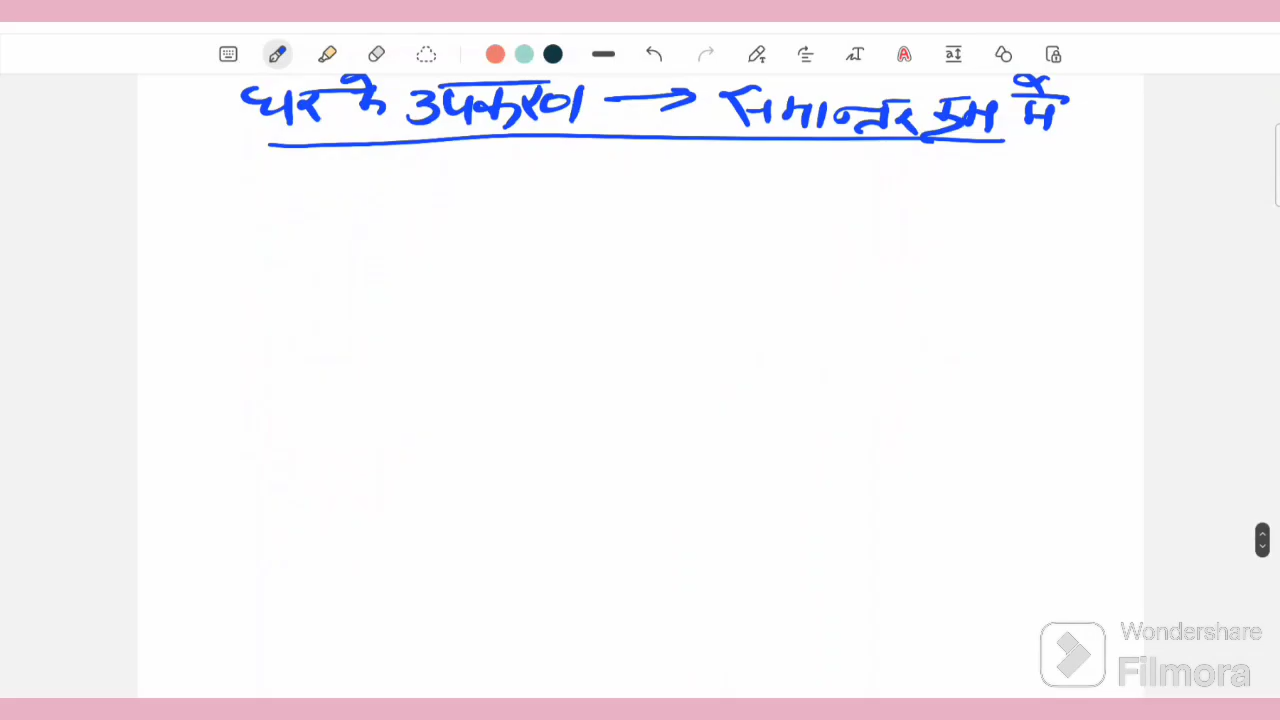 घर के उपकरण → समान्तर क्रम में
Wondershare
Filmora